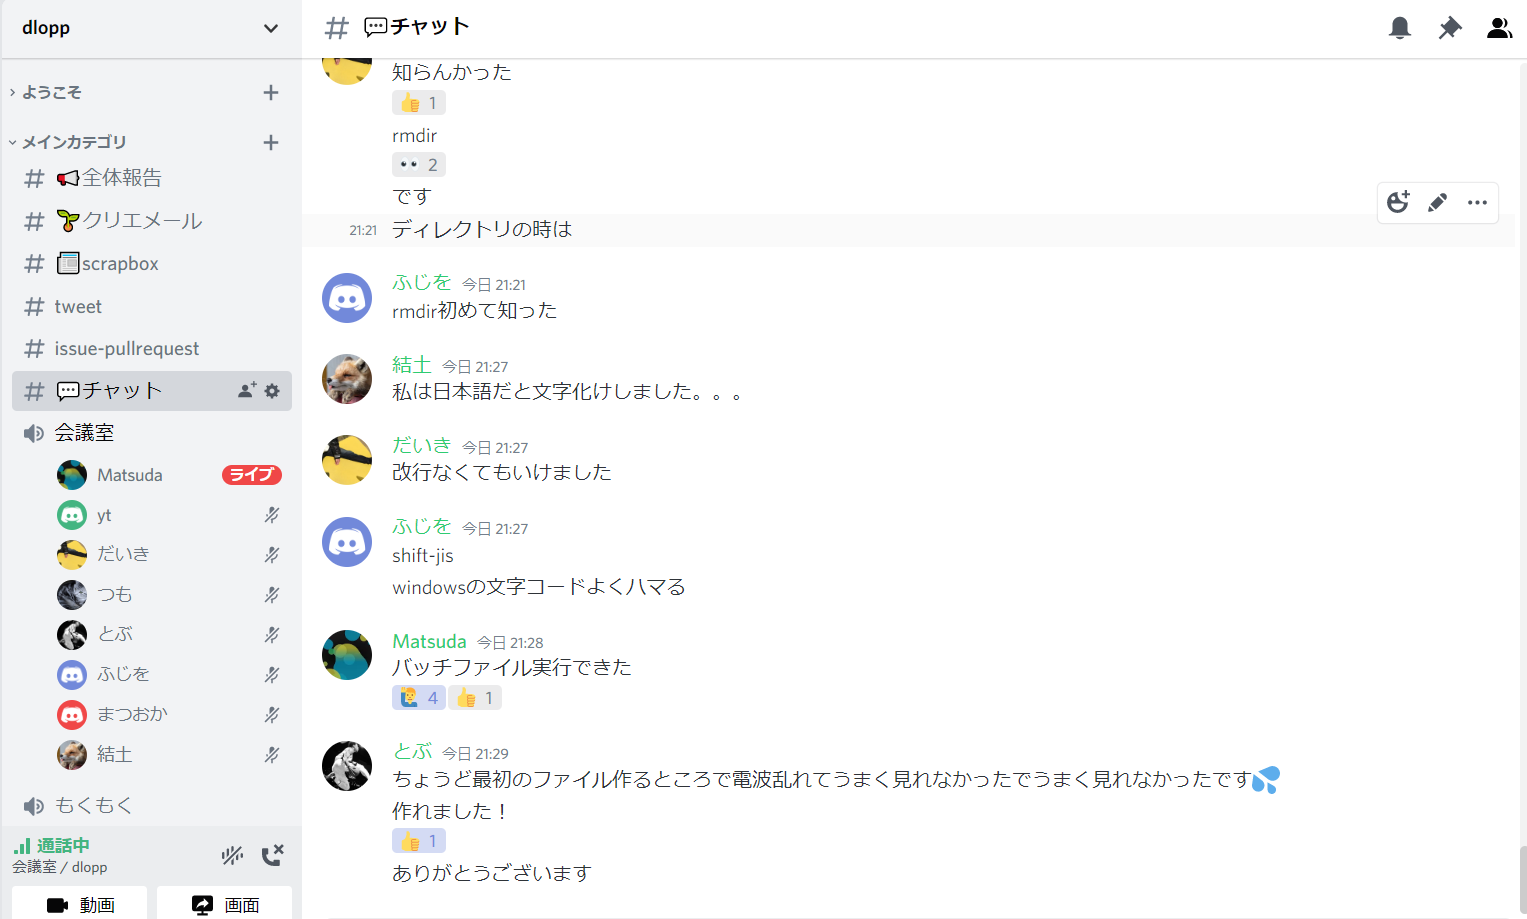 dlopp
ようこそ
メインカテゴリ
全体報告
クリエメール
scrapbox
tweet
issue-pullrequest
チャット
会議室
Matsuda ライブ
yt
だいき
つも
とぶ
ふじを
まつおか
結土
もくもく
通話中
会議室 / dlopp
動画 画面
# 💬チャット
知らんかった
👍 1
rmdir
👀 2
です
21:21 ディレクトリの時は
ふじを 今日 21:21
rmdir初めて知った
結土 今日 21:27
私は日本語だと文字化けしました。。。
だいき 今日 21:27
改行なくてもいけました
ふじを 今日 21:27
shift-jis
windowsの文字コードよくハマる
Matsuda 今日 21:28
バッチファイル実行できた
4 👍 1
とぶ 今日 21:29
ちょうど最初のファイル作るところで電波乱れてうまく見れなかったでうまく見れなかったです💦
作れました！
👍 1
ありがとうございます